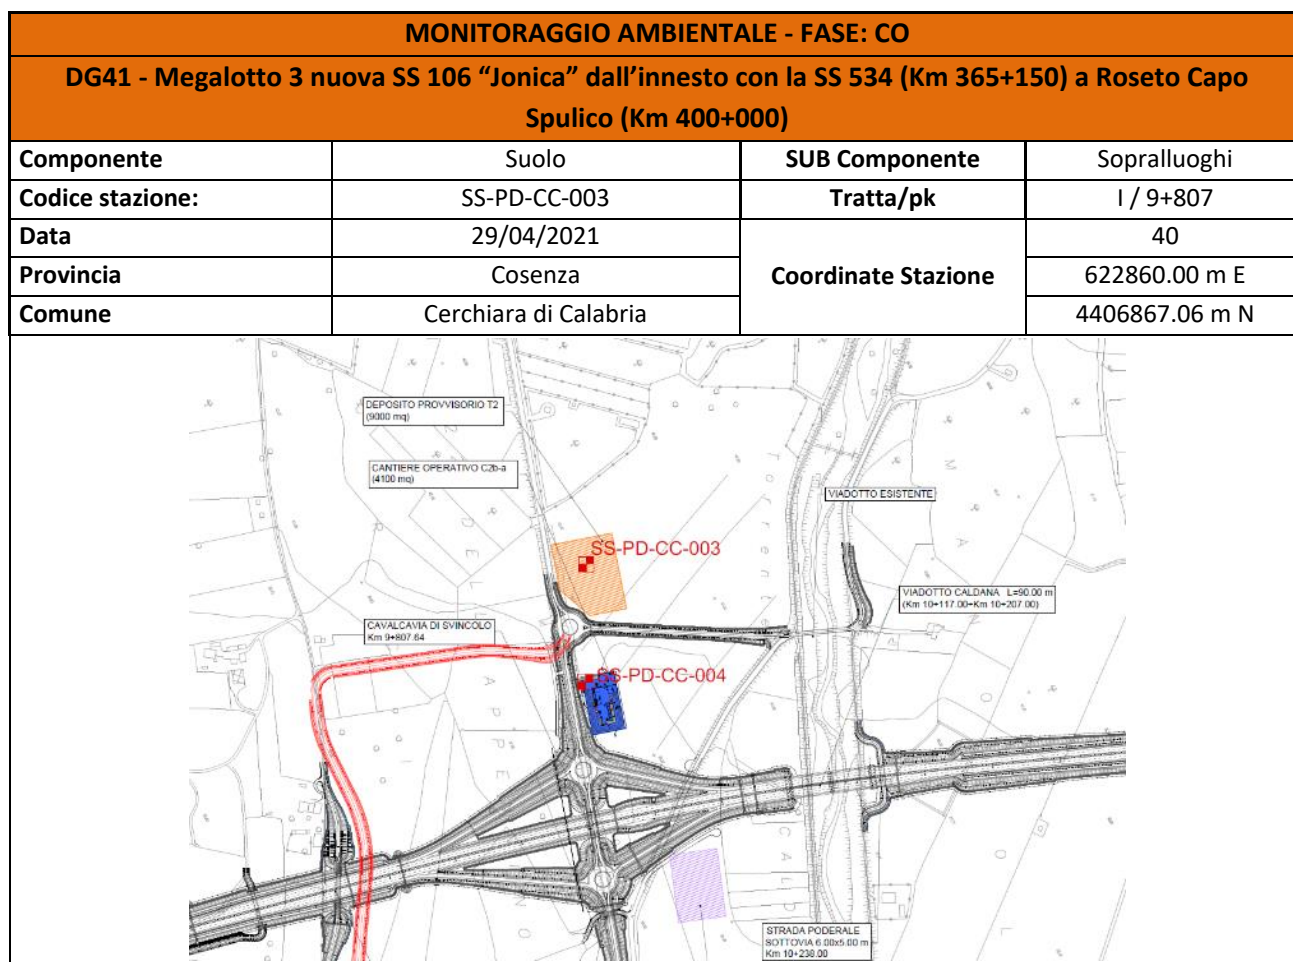 MONITORAGGIO AMBIENTALE - FASE: CO
DG41 - Megalotto 3 nuova SS 106 “Jonica” dall’innesto con la SS 534 (Km 365+150) a Roseto Capo
Spulico (Km 400+000)
Componente Suolo SUB Componente Sopralluoghi
Codice stazione: SS-PD-CC-003 Tratta/pk I / 9+807
Data 29/04/2021 Coordinate Stazione 40
Provincia Cosenza 622860.00 m E
Comune Cerchiara di Calabria 4406867.06 m N
DEPOSITO PROVVISORIO T2
(9000 mq)
CANTIERE OPERATIVO C2b-a
(4100 mq)
VIADOTTO ESISTENTE
SS-PD-CC-003
VIADOTTO CALDANA L=90.00 m
(Km 10+117.00÷Km 10+207.00)
CAVALCAVIA DI SVINCOLO
Km 9+807.64
SS-PD-CC-004
Torrente
STRADA PODERALE
SOTTOVIA 6.00x5.00 m
Km 10+238.00